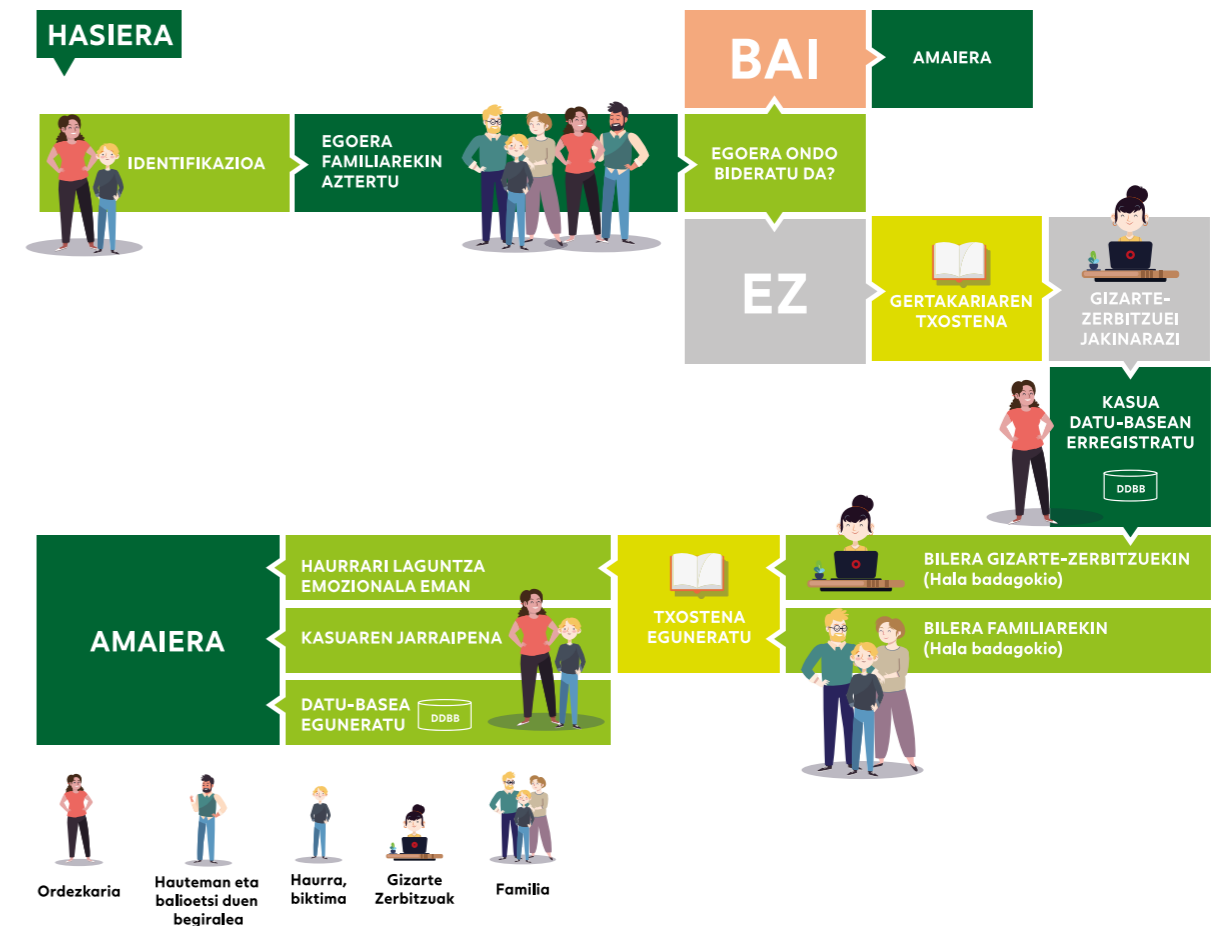 HASIERA
IDENTIFIKAZIOA
EGOERA
FAMILIAREKIN
AZTERTU
EGOERA ONDO
BIDERATU DA?
BAI
AMAIERA
EZ
GERTAKARIAREN
TXOSTENA
GIZARTE-
ZERBITZUEI
JAKINARAZI
KASUA
DATU-BASEAN
ERREGISTRATU
DDBB
BILERA GIZARTE-ZERBITZUEKIN
(Hala badagokio)
BILERA FAMILIAREKIN
(Hala badagokio)
TXOSTENA
EGUNERATU
HAURRARI LAGUNTZA
EMOZIONALA EMAN
KASUAREN JARRAIPENA
DATU-BASEA
EGUNERATU
DDBB
AMAIERA
Ordezkaria
Hauteman eta
balioetsi duen
begiralea
Haurra,
biktima
Gizarte
Zerbitzuak
Familia